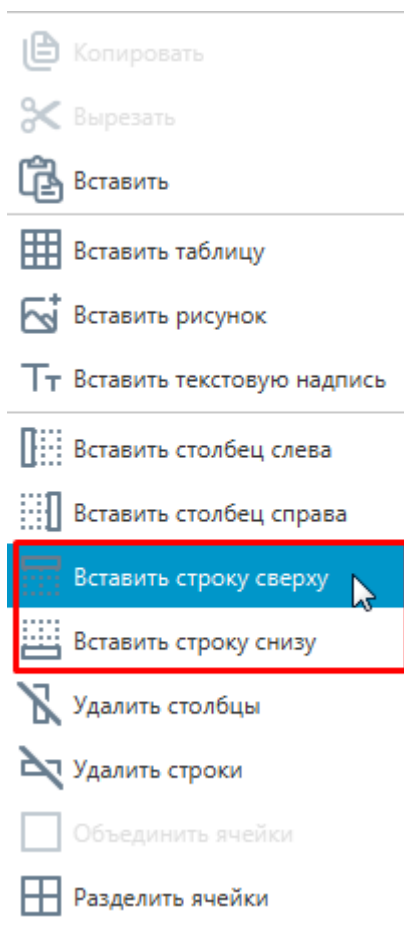 Копировать
Вырезать
Вставить
Вставить таблицу
Вставить рисунок
Вставить текстовую надпись
Вставить столбец слева
Вставить столбец справа
Вставить строку сверху
Вставить строку снизу
Удалить столбцы
Удалить строки
Объединить ячейки
Разделить ячейки